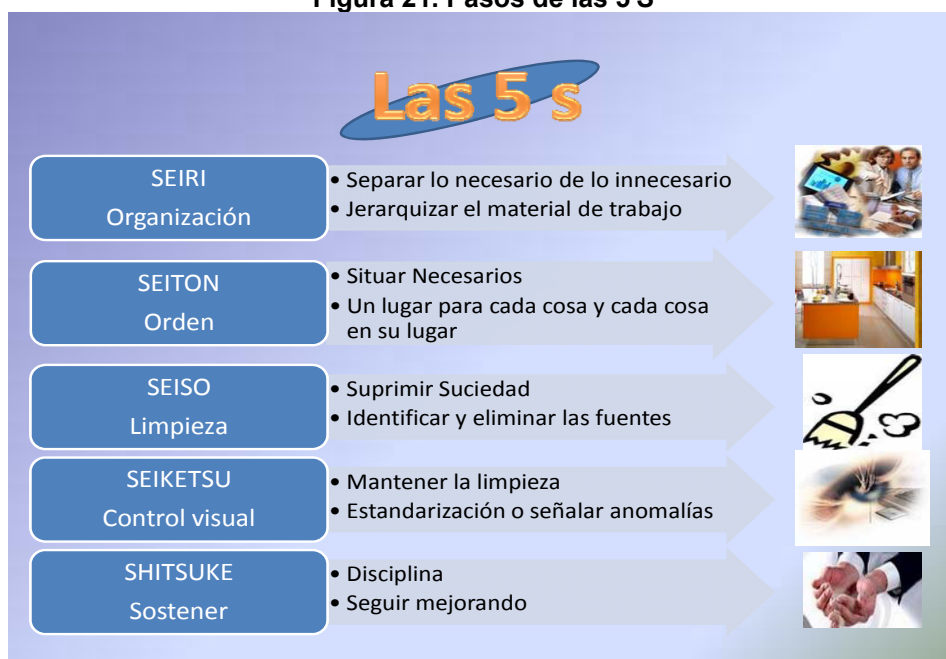 Figura 21. Pasos de las 5 S
Las 5 s
SEIRI
Organización
• Separar lo necesario de lo innecesario
• Jerarquizar el material de trabajo
SEITON
Orden
• Situar Necesarios
• Un lugar para cada cosa y cada cosa
en su lugar
SEISO
Limpieza
• Suprimir Suciedad
• Identificar y eliminar las fuentes
SEIKETSU
Control visual
• Mantener la limpieza
• Estandarización o señalar anomalías
SHITSUKE
Sostener
• Disciplina
• Seguir mejorando